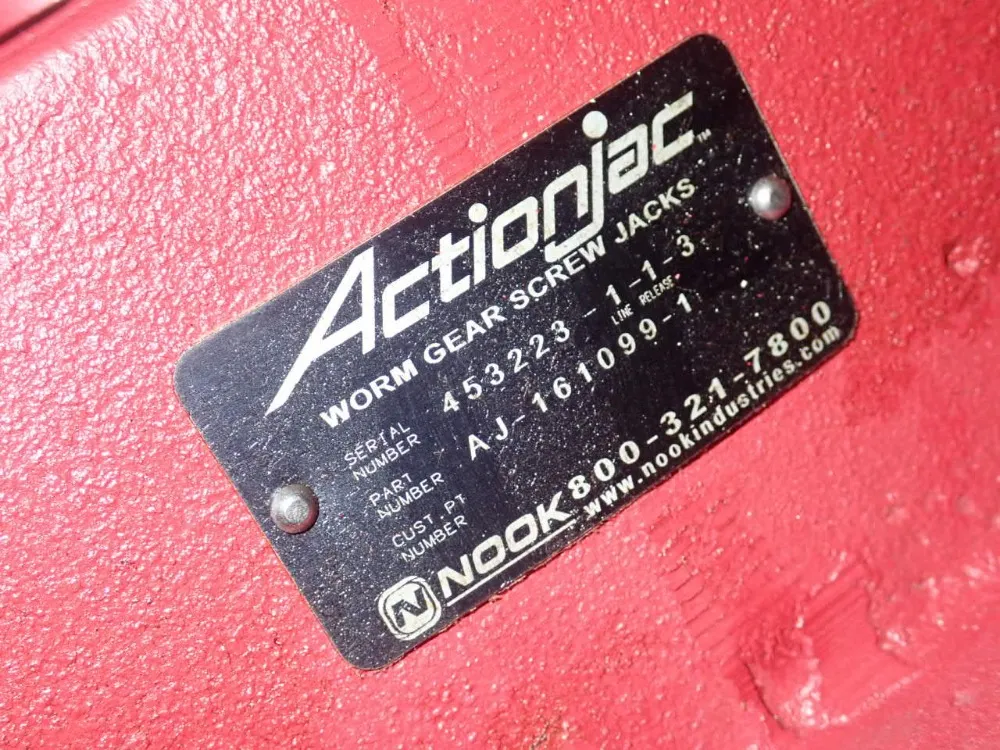 Actionjac™
WORM GEAR SCREW JACKS
SERIAL NUMBER 453223-1-1-3
LINE RELEASE
PART NUMBER AJ-161099-1
CUST PT NUMBER
N NOOK 800-321-7800
www.nookindustries.com